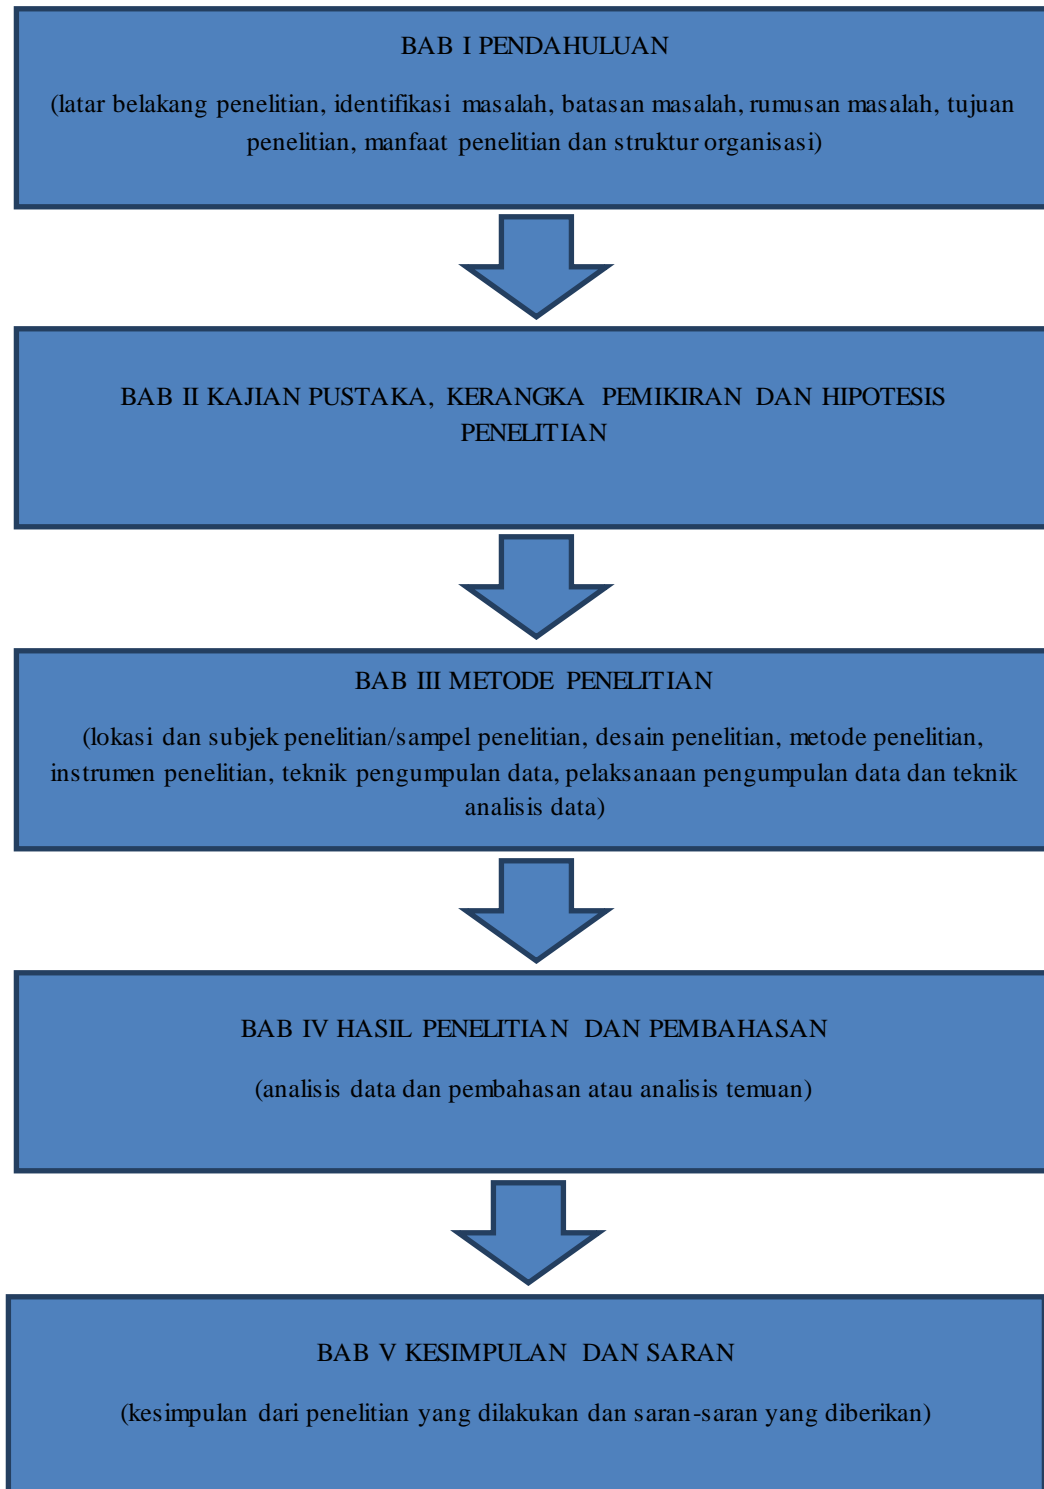 BAB I PENDAHULUAN
(latar belakang penelitian, identifikasi masalah, batasan masalah, rumusan masalah, tujuan
penelitian, manfaat penelitian dan struktur organisasi)
BAB II KAJIAN PUSTAKA, KERANGKA PEMIKIRAN DAN HIPOTESIS
PENELITIAN
BAB III METODE PENELITIAN
(lokasi dan subjek penelitian/sampel penelitian, desain penelitian, metode penelitian,
instrumen penelitian, teknik pengumpulan data, pelaksanaan pengumpulan data dan teknik
analisis data)
BAB IV HASIL PENELITIAN DAN PEMBAHASAN
(analisis data dan pembahasan atau analisis temuan)
BAB V KESIMPULAN DAN SARAN
(kesimpulan dari penelitian yang dilakukan dan saran-saran yang diberikan)